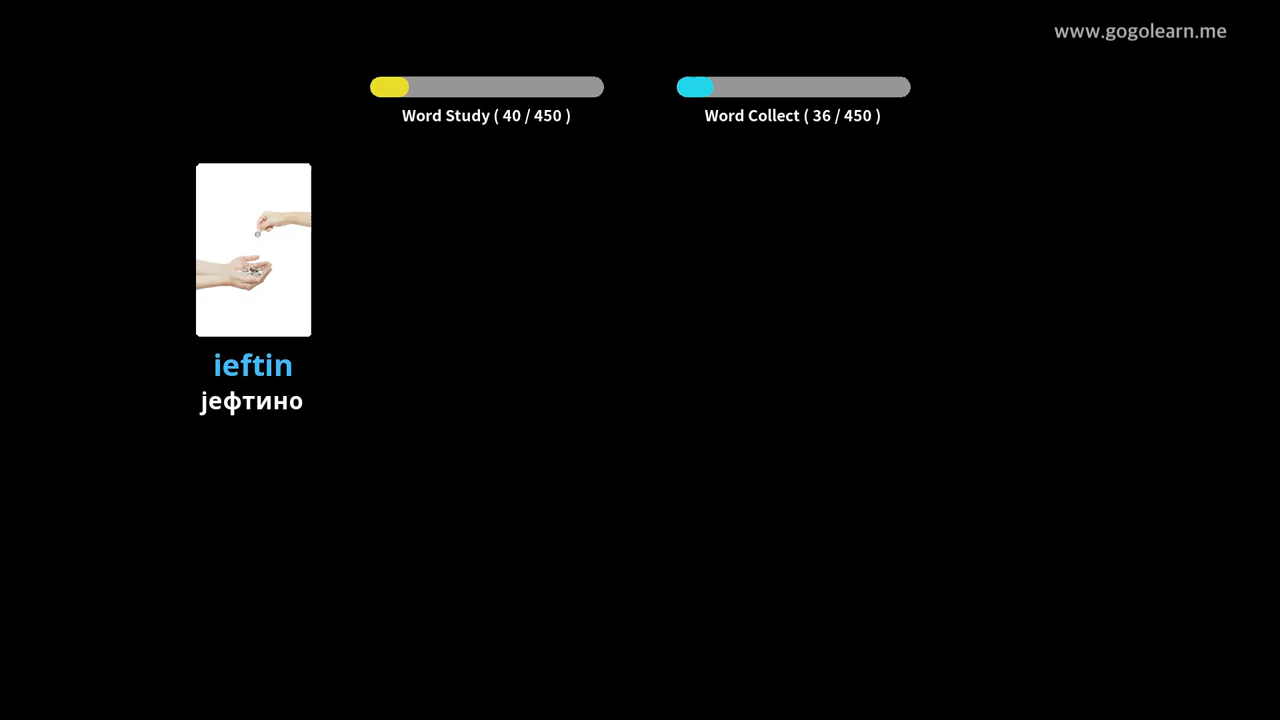 www.gogolearn.me
Word Study ( 40 / 450 )
Word Collect ( 36 / 450 )
ieftin
јефтино